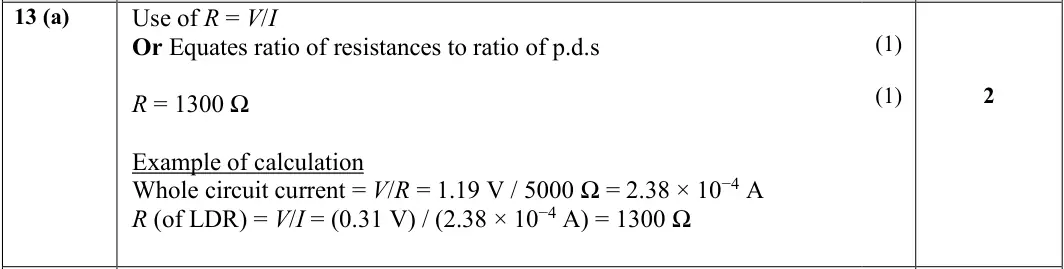 13 (a) Use of R = V/I
Or Equates ratio of resistances to ratio of p.d.s (1)
R = 1300 Ω (1) 2
Example of calculation
Whole circuit current = V/R = 1.19 V / 5000 Ω = 2.38 × 10⁻⁴ A
R (of LDR) = V/I = (0.31 V) / (2.38 × 10⁻⁴ A) = 1300 Ω